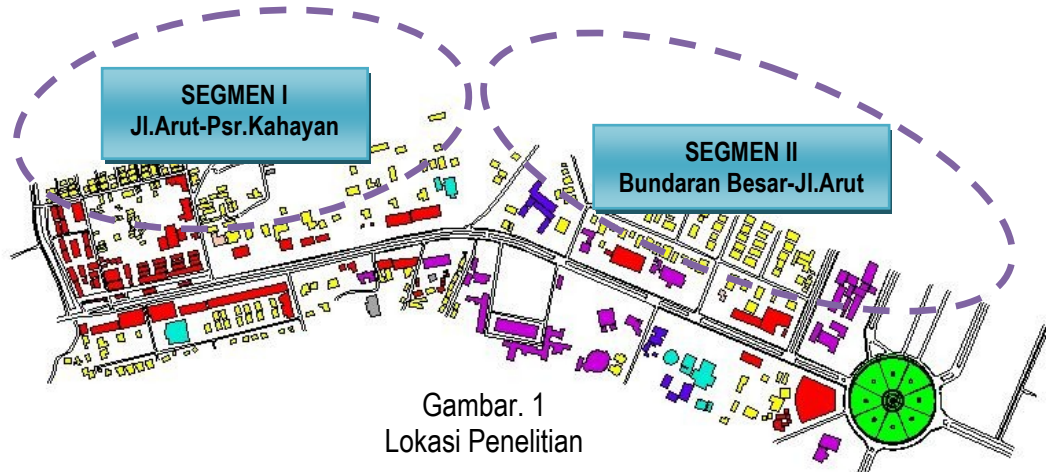 SEGMEN I
Jl.Arut-Psr.Kahayan
SEGMEN II
Bundaran Besar-Jl.Arut
Gambar. 1
Lokasi Penelitian